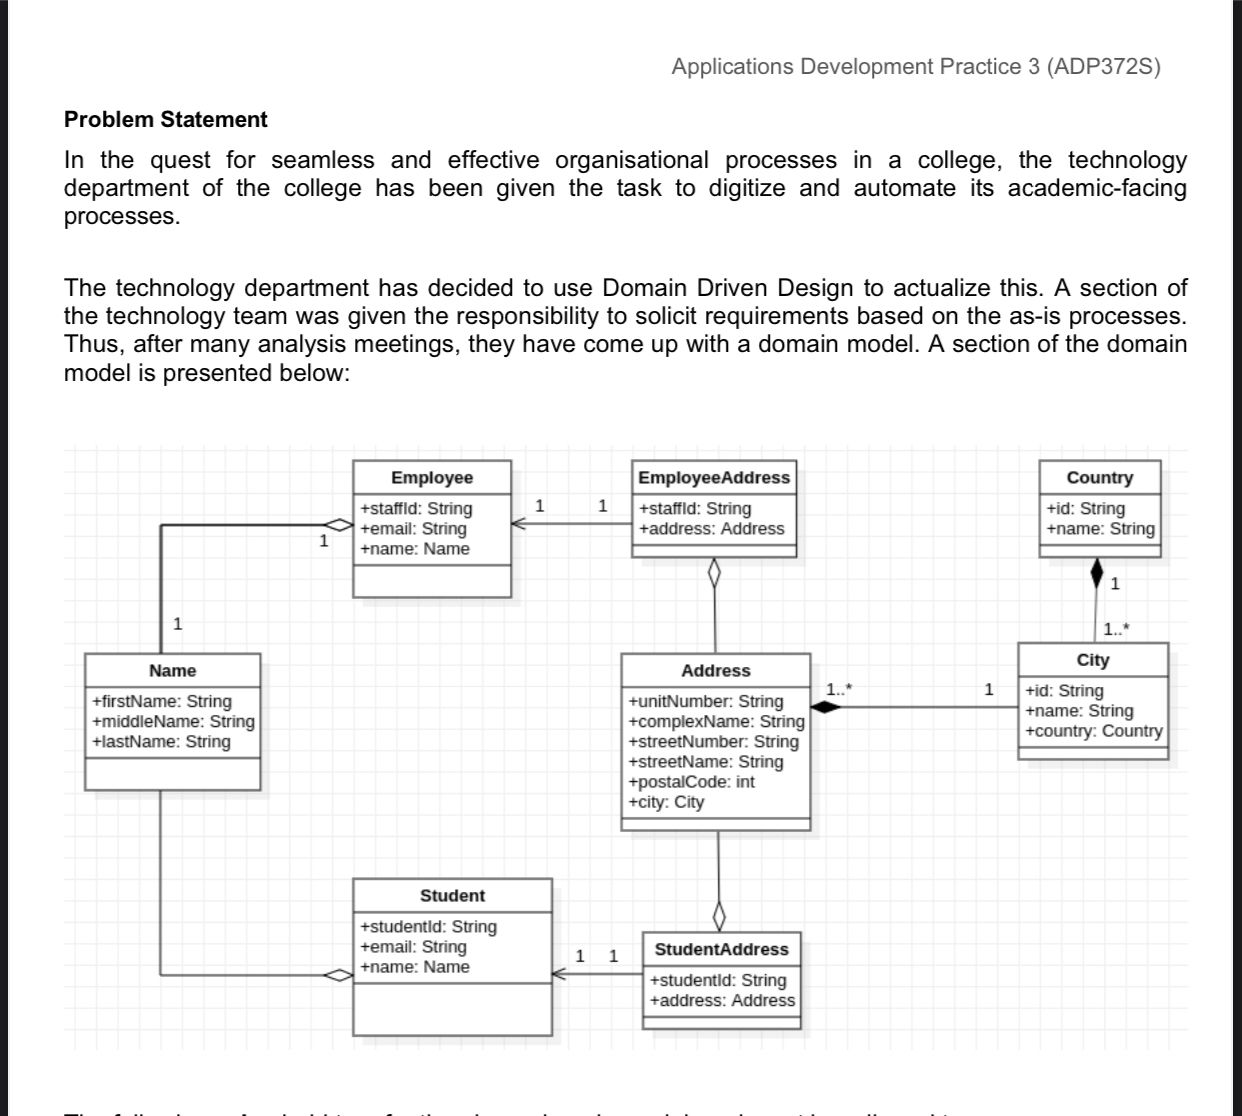 Applications Development Practice 3 (ADP372S)
Problem Statement
In the quest for seamless and effective organisational processes in a college, the technology
department of the college has been given the task to digitize and automate its academic-facing
processes.
The technology department has decided to use Domain Driven Design to actualize this. A section of
the technology team was given the responsibility to solicit requirements based on the as-is processes.
Thus, after many analysis meetings, they have come up with a domain model. A section of the domain
model is presented below:
Employee
+staffId: String
+email: String
+name: Name
1
1
1
1
EmployeeAddress
+staffId: String
+address: Address
Country
+id: String
+name: String
1
1..*
Name
+firstName: String
+middleName: String
+lastName: String
Address
+unitNumber: String
+complexName: String
+streetNumber: String
+streetName: String
+postalCode: int
+city: City
1..*
1
City
+id: String
+name: String
+country: Country
Student
+studentId: String
+email: String
+name: Name
1
1
StudentAddress
+studentId: String
+address: Address